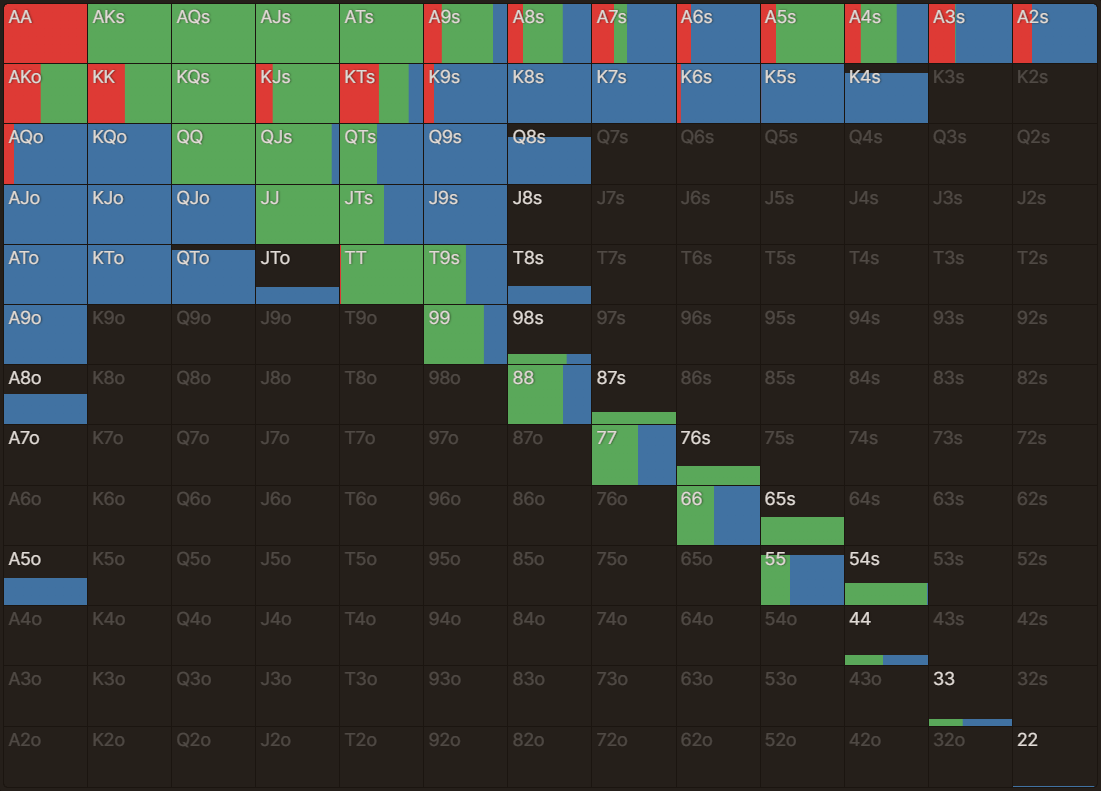 AA AKs AQs AJs ATs A9s A8s A7s A6s A5s A4s A3s A2s
AKo KK KQs KJs KTs K9s K8s K7s K6s K5s K4s K3s K2s
AQo KQo QQ QJs QTs Q9s Q8s Q7s Q6s Q5s Q4s Q3s Q2s
AJo KJo QJo JJ JTs J9s J8s J7s J6s J5s J4s J3s J2s
ATo KTo QTo JTo TT T9s T8s T7s T6s T5s T4s T3s T2s
A9o K9o Q9o J9o T9o 99 98s 97s 96s 95s 94s 93s 92s
A8o K8o Q8o J8o T8o 98o 88 87s 86s 85s 84s 83s 82s
A7o K7o Q7o J7o T7o 97o 87o 77 76s 75s 74s 73s 72s
A6o K6o Q6o J6o T6o 96o 86o 76o 66 65s 64s 63s 62s
A5o K5o Q5o J5o T5o 95o 85o 75o 65o 55 54s 53s 52s
A4o K4o Q4o J4o T4o 94o 84o 74o 64o 54o 44 43s 42s
A3o K3o Q3o J3o T3o 93o 83o 73o 63o 53o 43o 33 32s
A2o K2o Q2o J2o T2o 92o 82o 72o 62o 52o 42o 32o 22